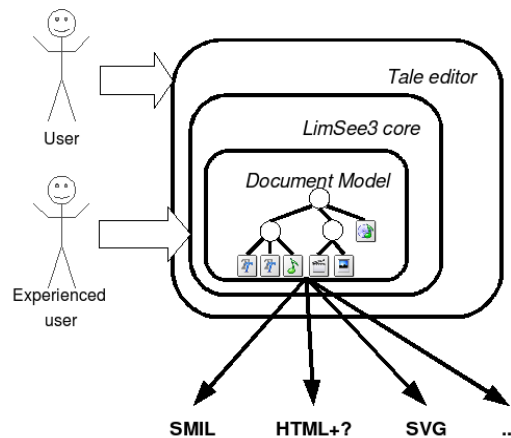 Tale editor
User
LimSee3 core
Document Model
Experienced
user
SMIL
HTML+?
SVG
..